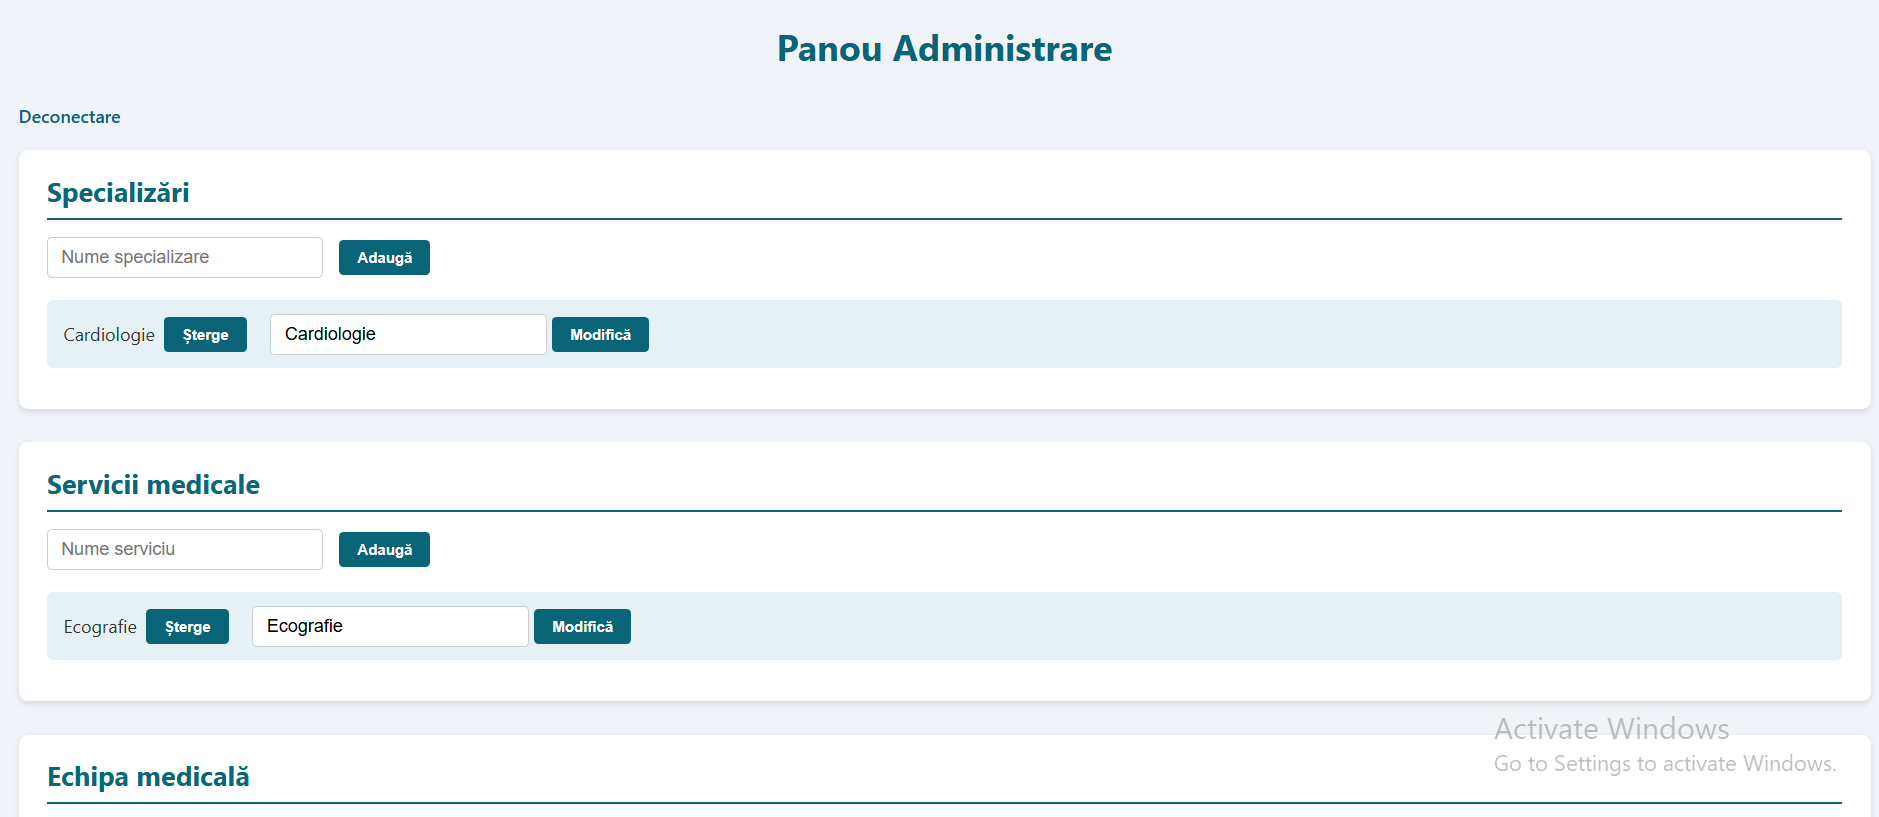 Panou Administrare
Deconectare
Specializări
Nume specializare Adaugă
Cardiologie Șterge Cardiologie Modifică
Servicii medicale
Nume serviciu Adaugă
Ecografie Șterge Ecografie Modifică
Activate Windows
Go to Settings to activate Windows.
Echipa medicală